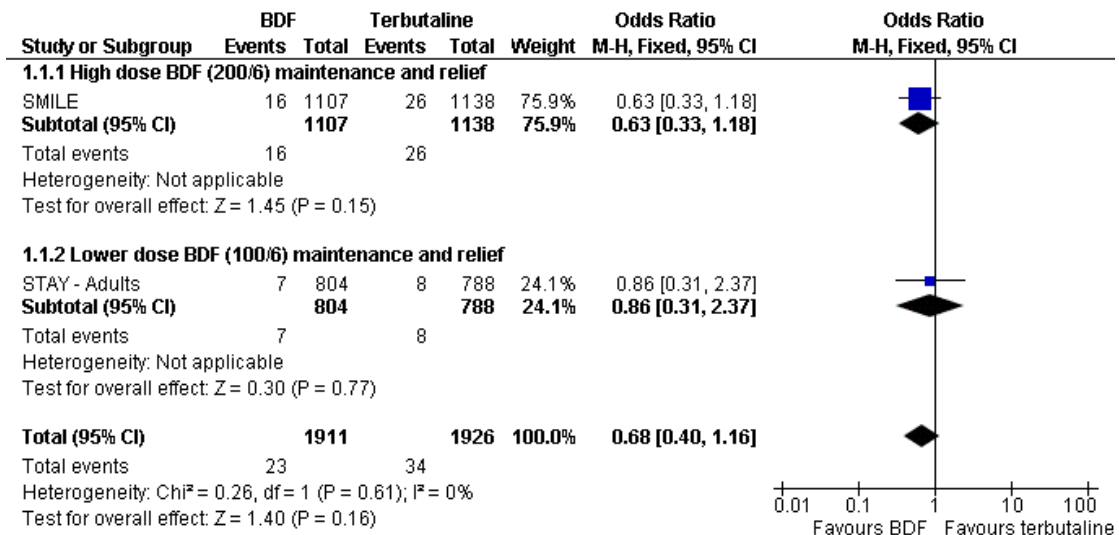 BDF Terbutaline Odds Ratio Odds Ratio
Study or Subgroup Events Total Events Total Weight M-H, Fixed, 95% CI M-H, Fixed, 95% CI
1.1.1 High dose BDF (200/6) maintenance and relief
SMILE 16 1107 26 1138 75.9% 0.63 [0.33, 1.18]
Subtotal (95% CI) 1107 1138 75.9% 0.63 [0.33, 1.18]
Total events 16 26
Heterogeneity: Not applicable
Test for overall effect: Z = 1.45 (P = 0.15)
1.1.2 Lower dose BDF (100/6) maintenance and relief
STAY - Adults 7 804 8 788 24.1% 0.86 [0.31, 2.37]
Subtotal (95% CI) 804 788 24.1% 0.86 [0.31, 2.37]
Total events 7 8
Heterogeneity: Not applicable
Test for overall effect: Z = 0.30 (P = 0.77)
Total (95% CI) 1911 1926 100.0% 0.68 [0.40, 1.16]
Total events 23 34
Heterogeneity: Chi² = 0.26, df = 1 (P = 0.61); I² = 0%
Test for overall effect: Z = 1.40 (P = 0.16)
0.01 0.1 1 10 100
Favours BDF Favours terbutaline